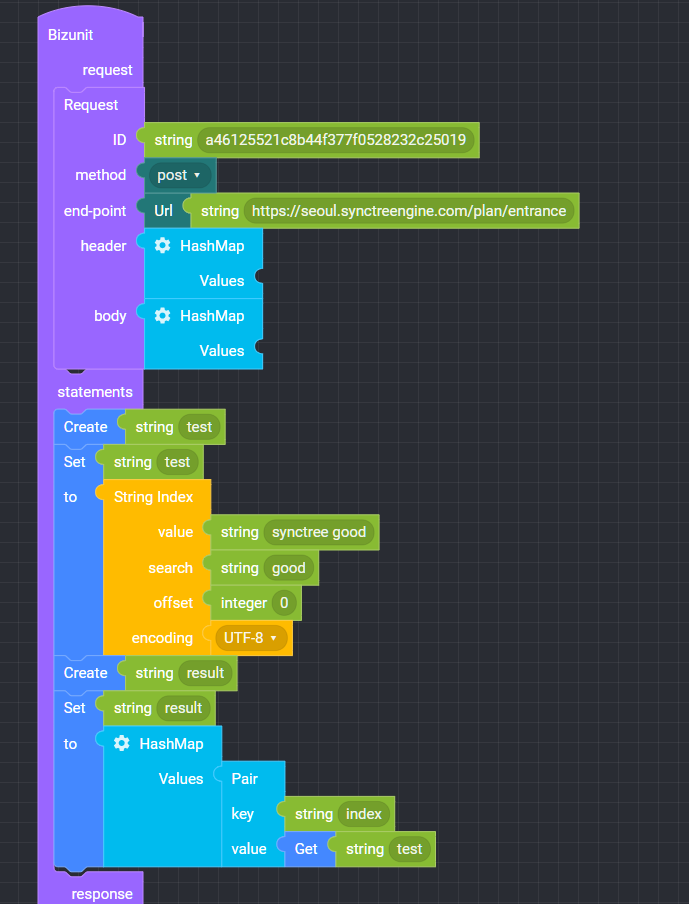 Bizunit
request
Request
ID string a46125521c8b44f377f0528232c25019
method post
end-point Url string https://seoul.synctreengine.com/plan/entrance
header HashMap
Values
body HashMap
Values
statements
Create string test
Set string test
to String Index
value string synctree good
search string good
offset integer 0
encoding UTF-8
Create string result
Set string result
to HashMap
Values Pair
key string index
value Get string test
response